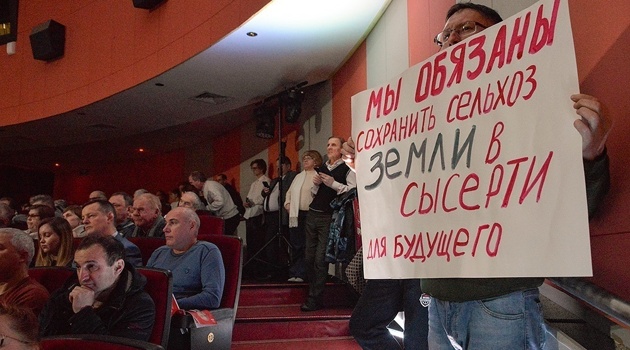 МЫ ОБЯЗАНЫ
СОХРАНИТЬ СЕЛЬХОЗ
ЗЕМЛИ В
СЫСЕРТИ
ДЛЯ БУДУЩЕГО